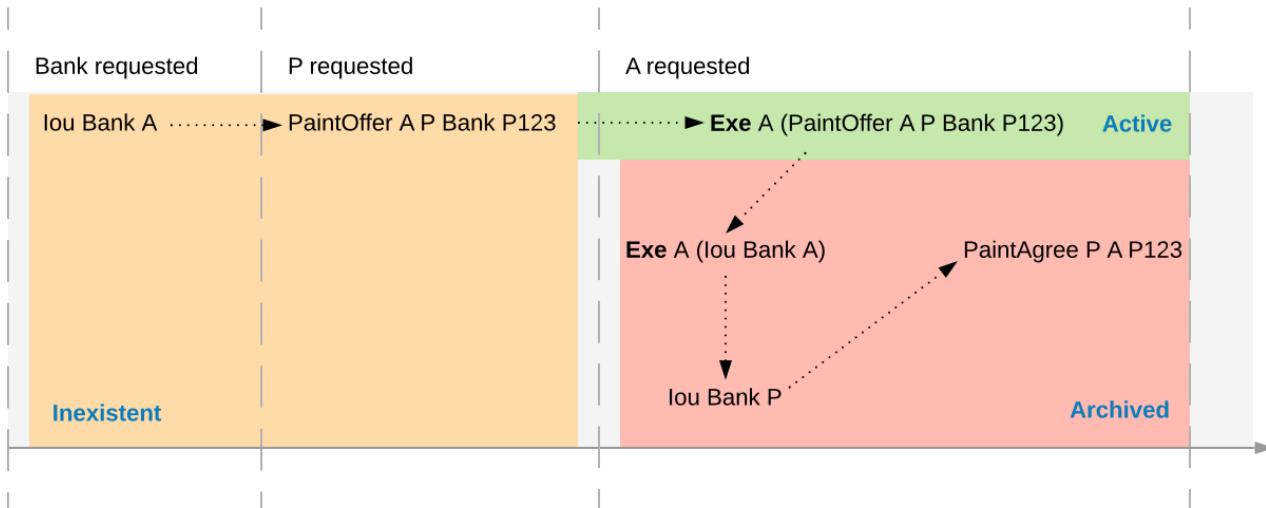 Bank requested
P requested
A requested
Iou Bank A
PaintOffer A P Bank P123
Exe A (PaintOffer A P Bank P123)
Active
Exe A (Iou Bank A)
PaintAgree P A P123
Iou Bank P
Inexistent
Archived